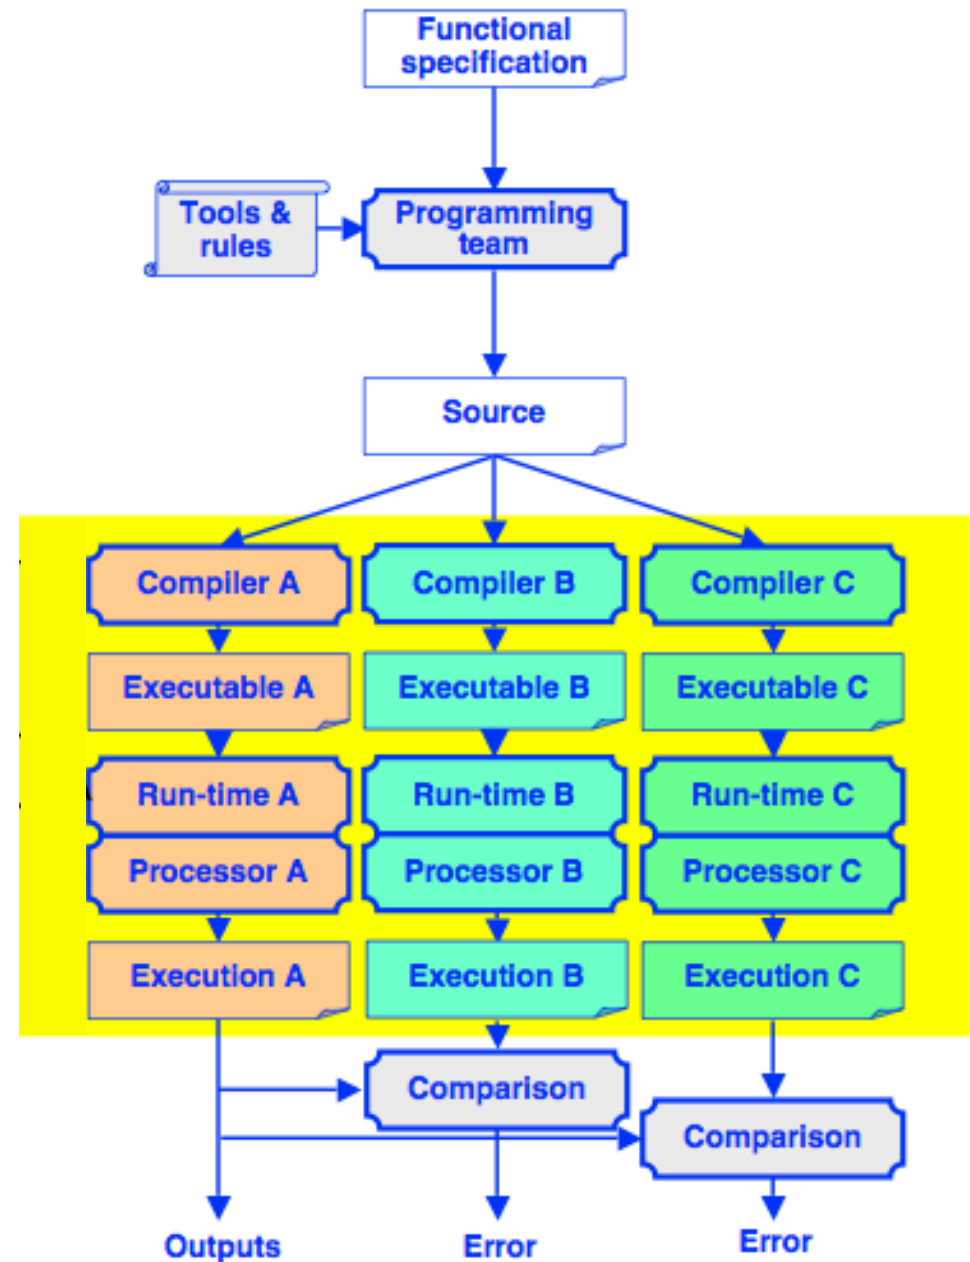 Functional
specification
Tools &
rules
Programming
team
Source
Compiler A
Compiler B
Compiler C
Executable A
Executable B
Executable C
Run-time A
Run-time B
Run-time C
Processor A
Processor B
Processor C
Execution A
Execution B
Execution C
Comparison
Comparison
Outputs
Error
Error